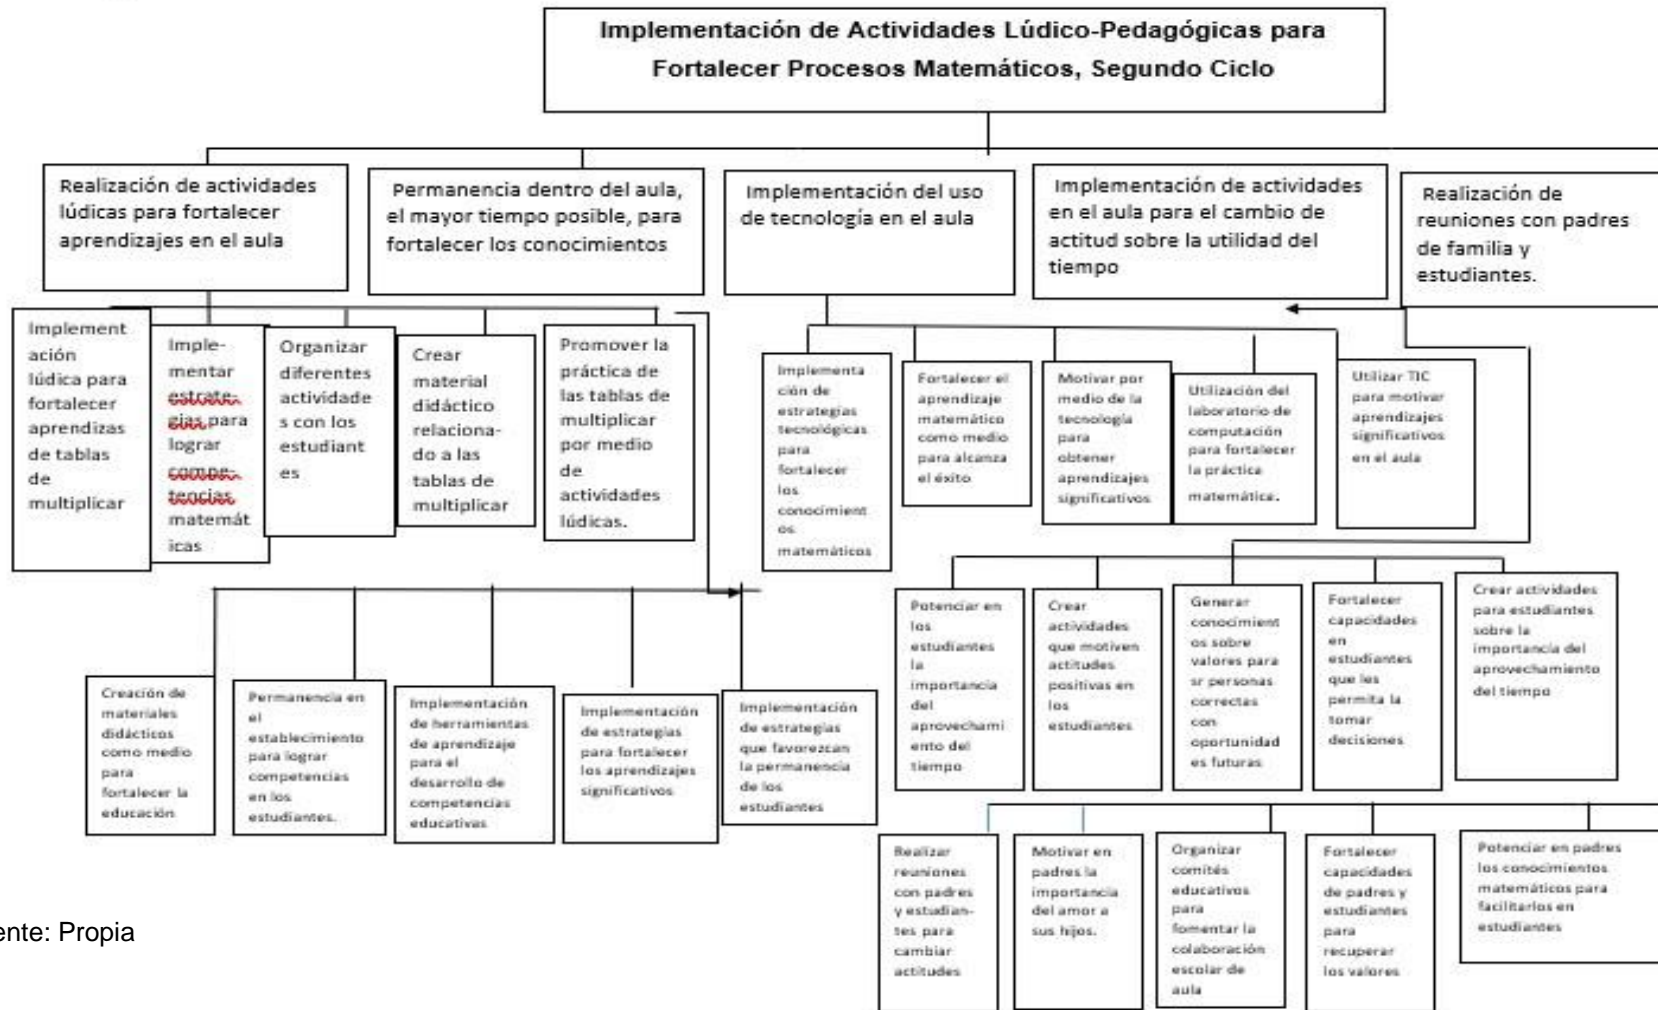 Implementación de Actividades Lúdico-Pedagógicas para
Fortalecer Procesos Matemáticos, Segundo Ciclo
Realización de actividades
lúdicas para fortalecer
aprendizajes en el aula
Permanencia dentro del aula,
el mayor tiempo posible, para
fortalecer los conocimientos
Implementación del uso
de tecnología en el aula
Implementación de actividades
en el aula para el cambio de
actitud sobre la utilidad del
tiempo
Realización de
reuniones con padres
de familia y
estudiantes.
Implement
ación
lúdica para
fortalecer
aprendizas
de tablas
de
multiplicar
Imple-
mentar
estrate-
gias para
lograr
compe-
tencias
matemát
icas
Organizar
diferentes
actividade
s con los
estudiant
es
Crear
material
didáctico
relaciona-
do a las
tablas de
multiplicar
Promover la
práctica de
las tablas de
multiplicar
por medio
de
actividades
lúdicas.
Implementa
ción de
estrategias
tecnológicas
para
fortalecer
los
conocimient
os
matemáticos
Fortalecer el
aprendizaje
matemático
como medio
para alcanza
el éxito
Motivar por
medio de la
tecnología
para
obtener
aprendizajes
significativos
Utilización del
laboratorio de
computación
para fortalecer
la práctica
matemática.
Utilizar TIC
para motivar
aprendizajes
significativos
en el aula
Creación de
materiales
didácticos
como medio
para
fortalecer la
educación
Permanencia en
el
establecimiento
para lograr
competencias
en los
estudiantes.
Implementación
de herramientas
de aprendizaje
para el
desarrollo de
competencias
educativas
Implementación
de estrategias
para fortalecer
los aprendizajes
significativos
Implementación
de estrategias
que favorezcan
la permanencia
de los
estudiantes
Potenciar en
los
estudiantes
la
importancia
del
aprovechami
ento del
tiempo
Crear
actividades
que motiven
actitudes
positivas en
los
estudiantes
Generar
conocimient
os sobre
valores para
sr personas
correctas
con
oportunidad
es futuras
Fortalecer
capacidades
en
estudiantes
que les
permita la
tomar
decisiones
Crear actividades
para estudiantes
sobre la
importancia del
aprovechamiento
del tiempo
Realizar
reuniones
con padres
y estudian-
tes para
cambiar
actitudes
Motivar en
padres la
importancia
del amor a
sus hijos.
Organizar
comités
educativos
para
fomentar la
colaboración
escolar de
aula
Fortalecer
capacidades
de padres y
estudiantes
para
recuperar
los valores
Potenciar en padres
los conocimientos
matemáticos para
facilitarlos en
estudiantes
ente: Propia